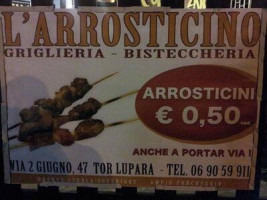 L'ARROSTICINO
GRIGLIERIA - BISTECCHERIA
ARROSTICINI
€ 0,50
ANCHE A PORTAR VIA !
VIA 2 GIUGNO, 47 TOR LUPARA - TEL. 06 90 59 911